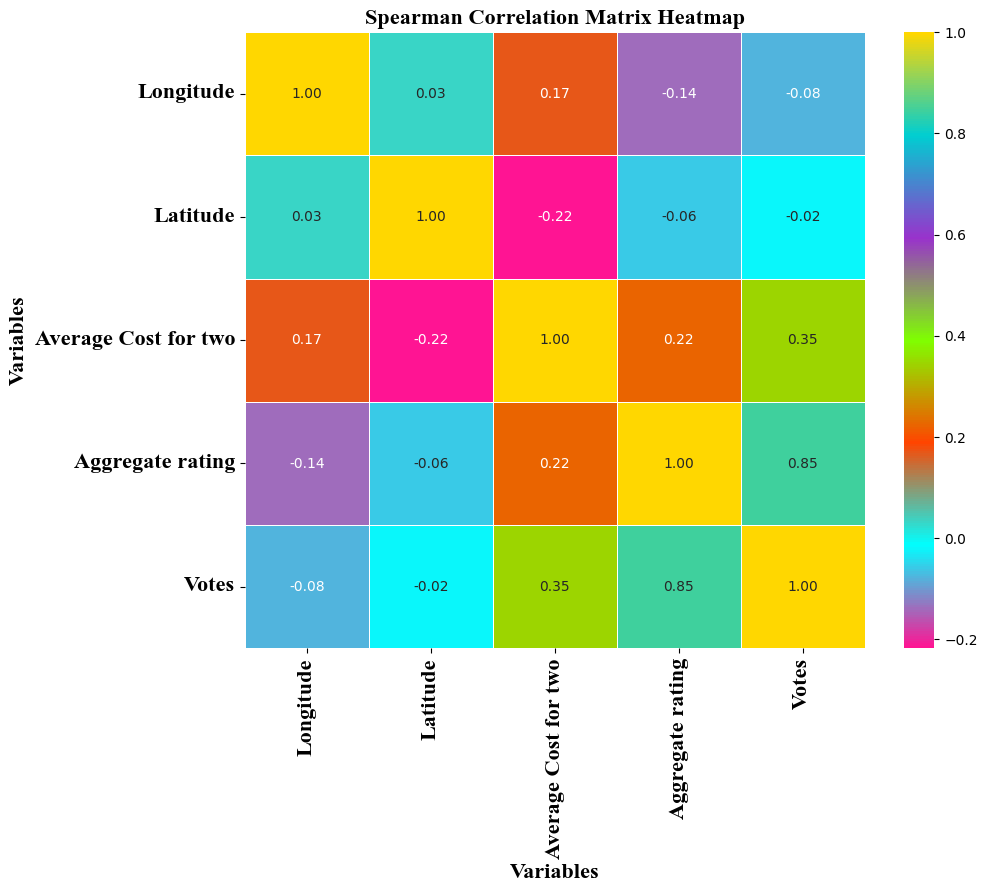 Spearman Correlation Matrix Heatmap
Variables
Longitude 1.00 0.03 0.17 -0.14 -0.08
Latitude 0.03 1.00 -0.22 -0.06 -0.02
Average Cost for two 0.17 -0.22 1.00 0.22 0.35
Aggregate rating -0.14 -0.06 0.22 1.00 0.85
Votes -0.08 -0.02 0.35 0.85 1.00
Longitude
Latitude
Average Cost for two
Aggregate rating
Votes
Variables
1.0
0.8
0.6
0.4
0.2
0.0
-0.2